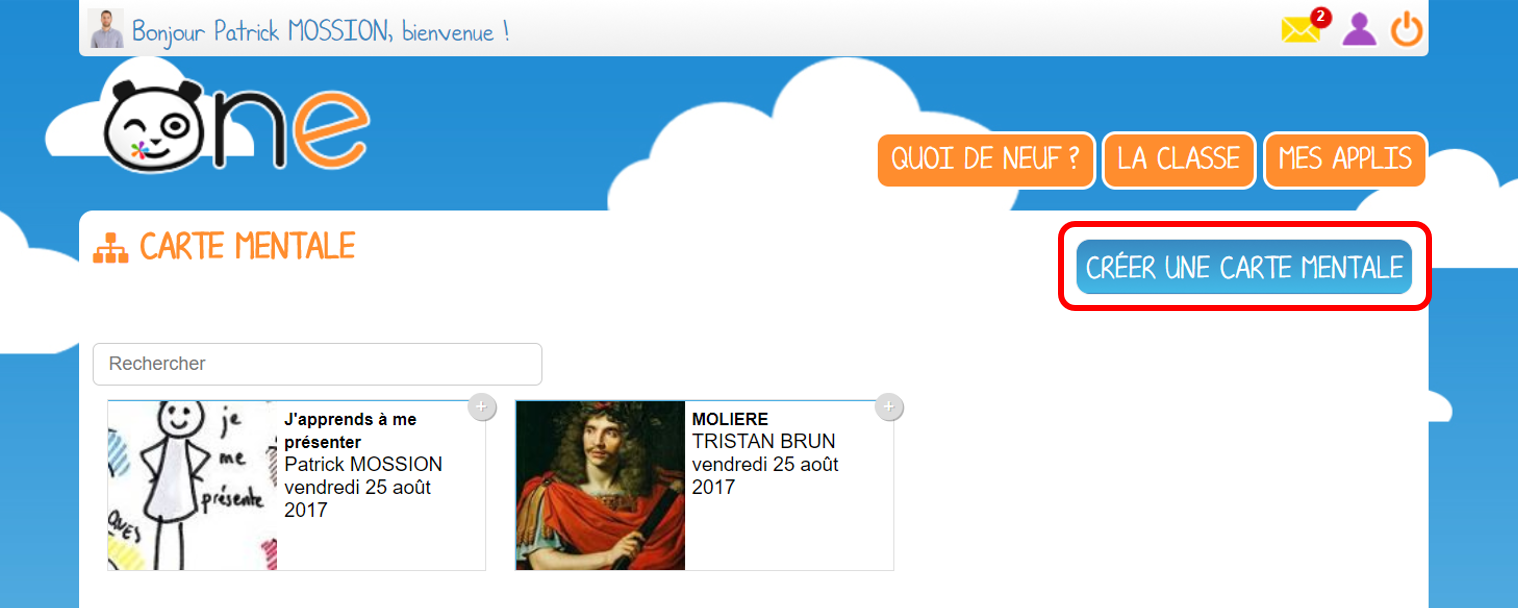 Bonjour Patrick MOSSION, bienvenue !
2
One
QUOI DE NEUF ?
LA CLASSE
MES APPLIS
CARTE MENTALE
CRÉER UNE CARTE MENTALE
Rechercher
je
me
présente
QUES
J'apprends à me
présenter
Patrick MOSSION
vendredi 25 août
2017
MOLIERE
TRISTAN BRUN
vendredi 25 août
2017